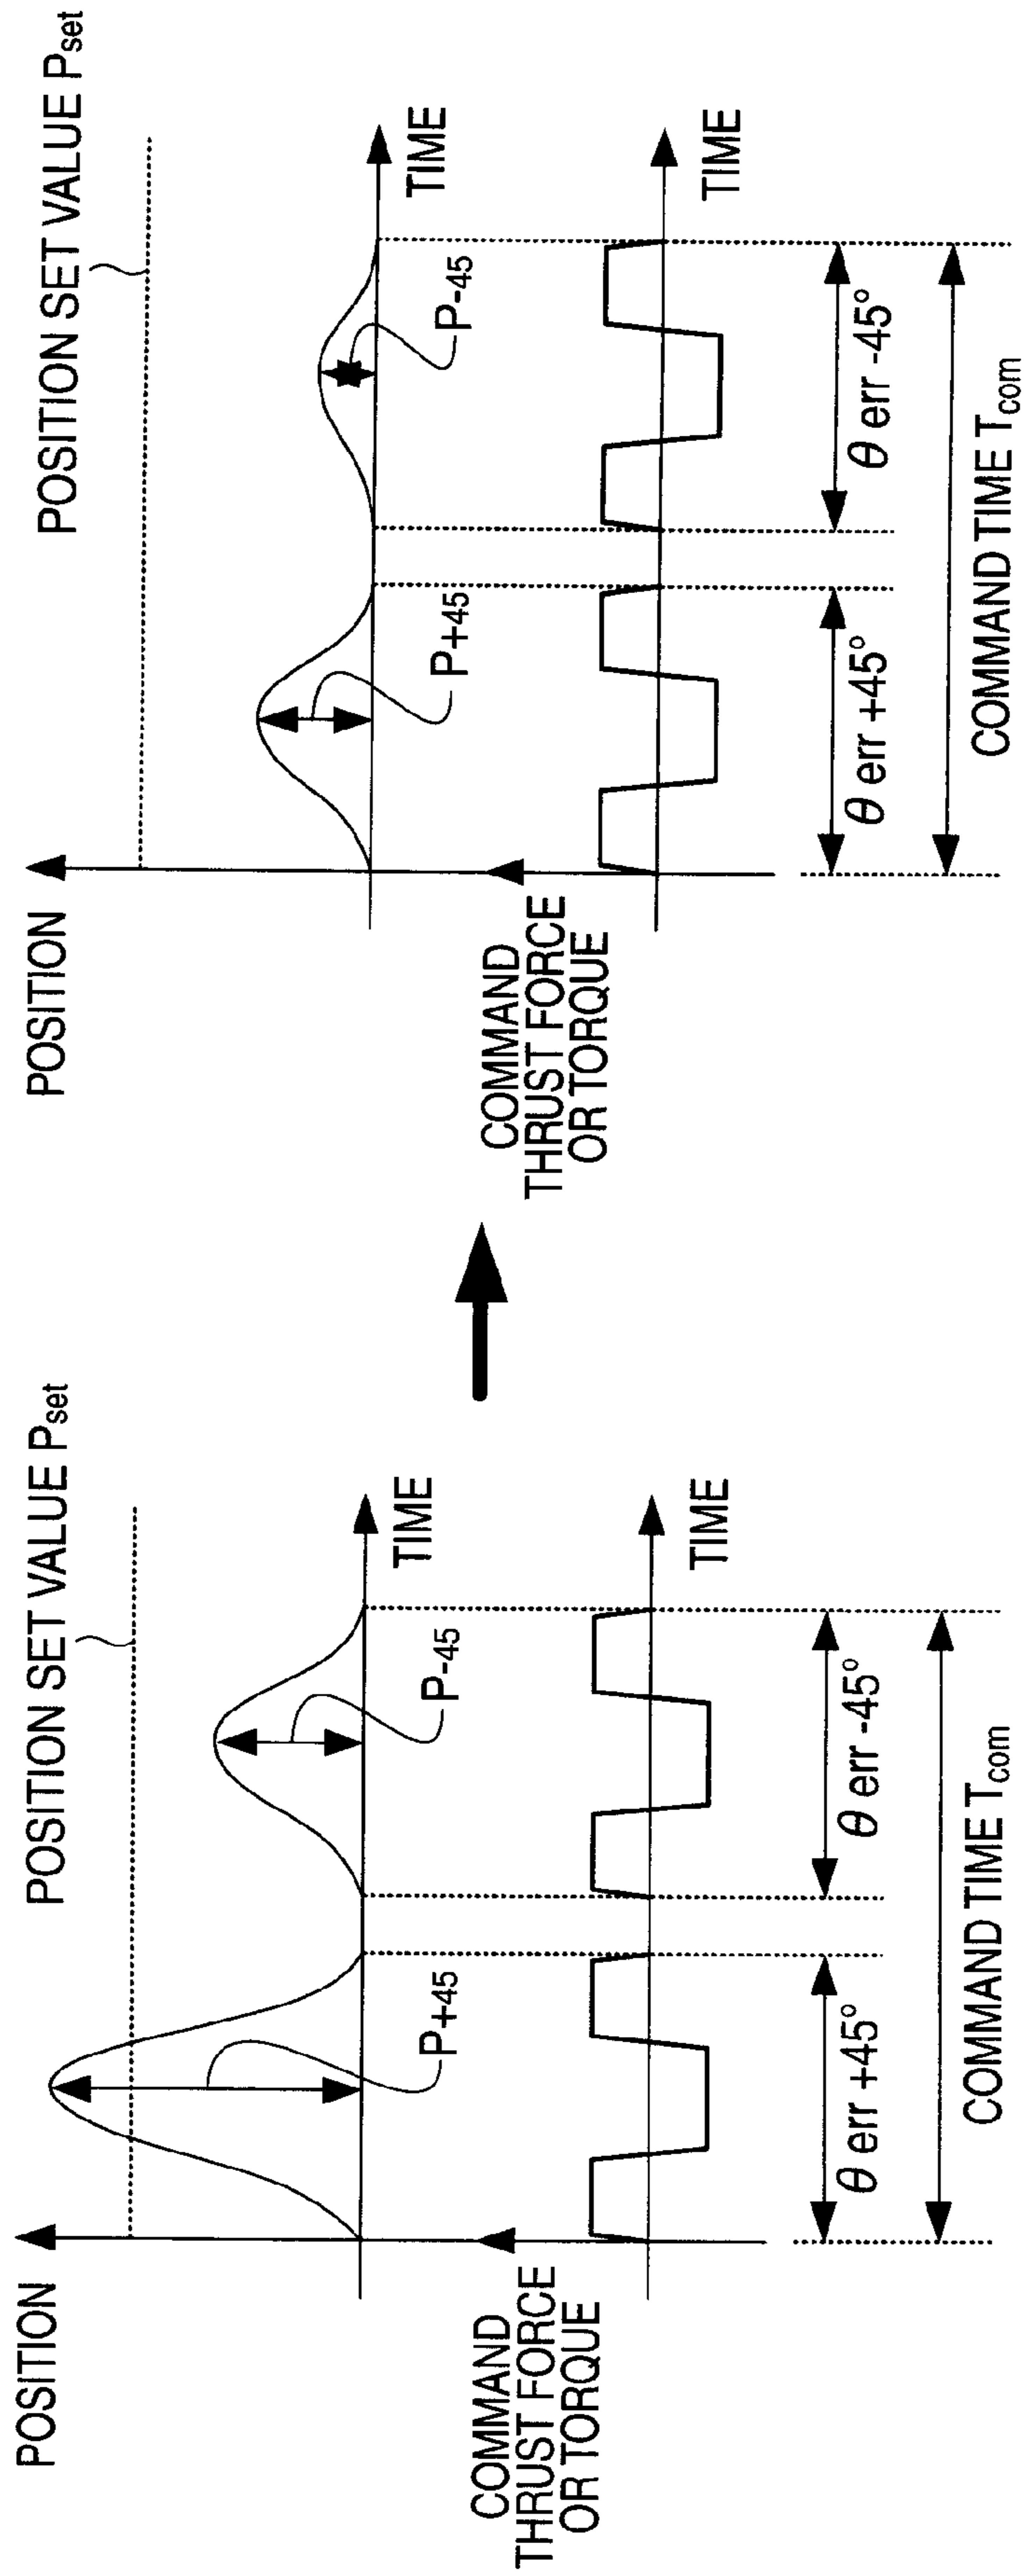 POSITION
POSITION SET VALUE Pset
P+45
P-45
TIME
COMMAND
THRUST FORCE
OR TORQUE
TIME
θ err +45°
θ err -45°
COMMAND TIME Tcom
POSITION
POSITION SET VALUE Pset
P+45
P-45
TIME
COMMAND
THRUST FORCE
OR TORQUE
TIME
θ err +45°
θ err -45°
COMMAND TIME Tcom